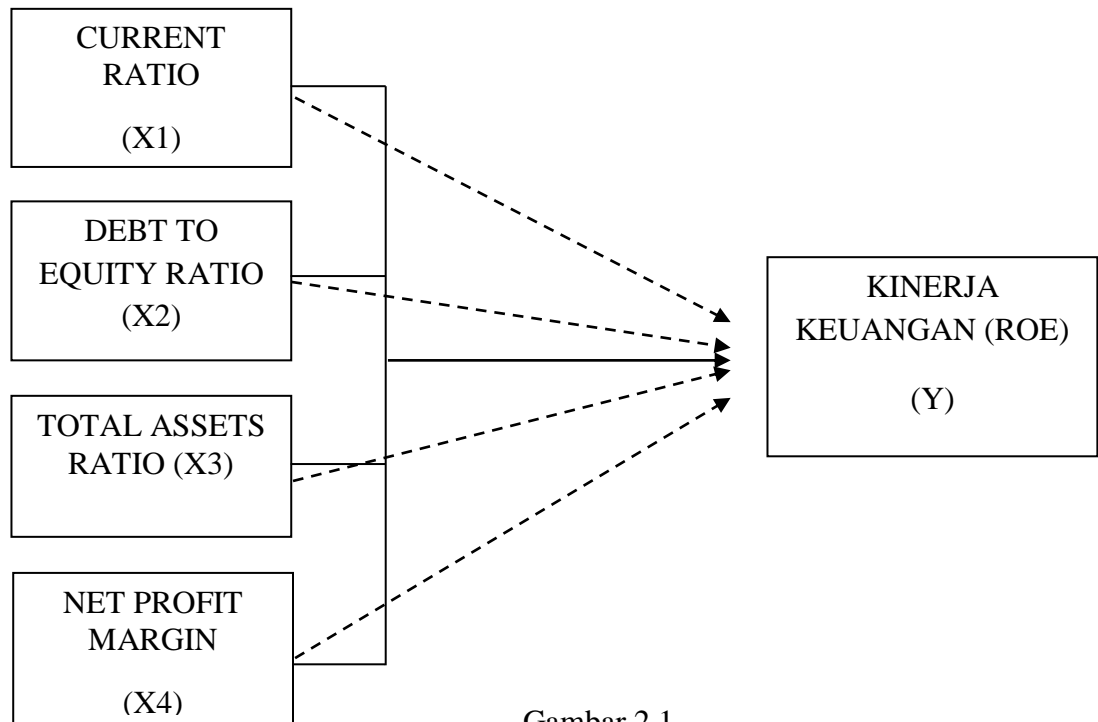 CURRENT
RATIO
(X1)
DEBT TO
EQUITY RATIO
(X2)
TOTAL ASSETS
RATIO (X3)
NET PROFIT
MARGIN
(X4)
KINERJA
KEUANGAN (ROE)
(Y)
Gambar 2.1